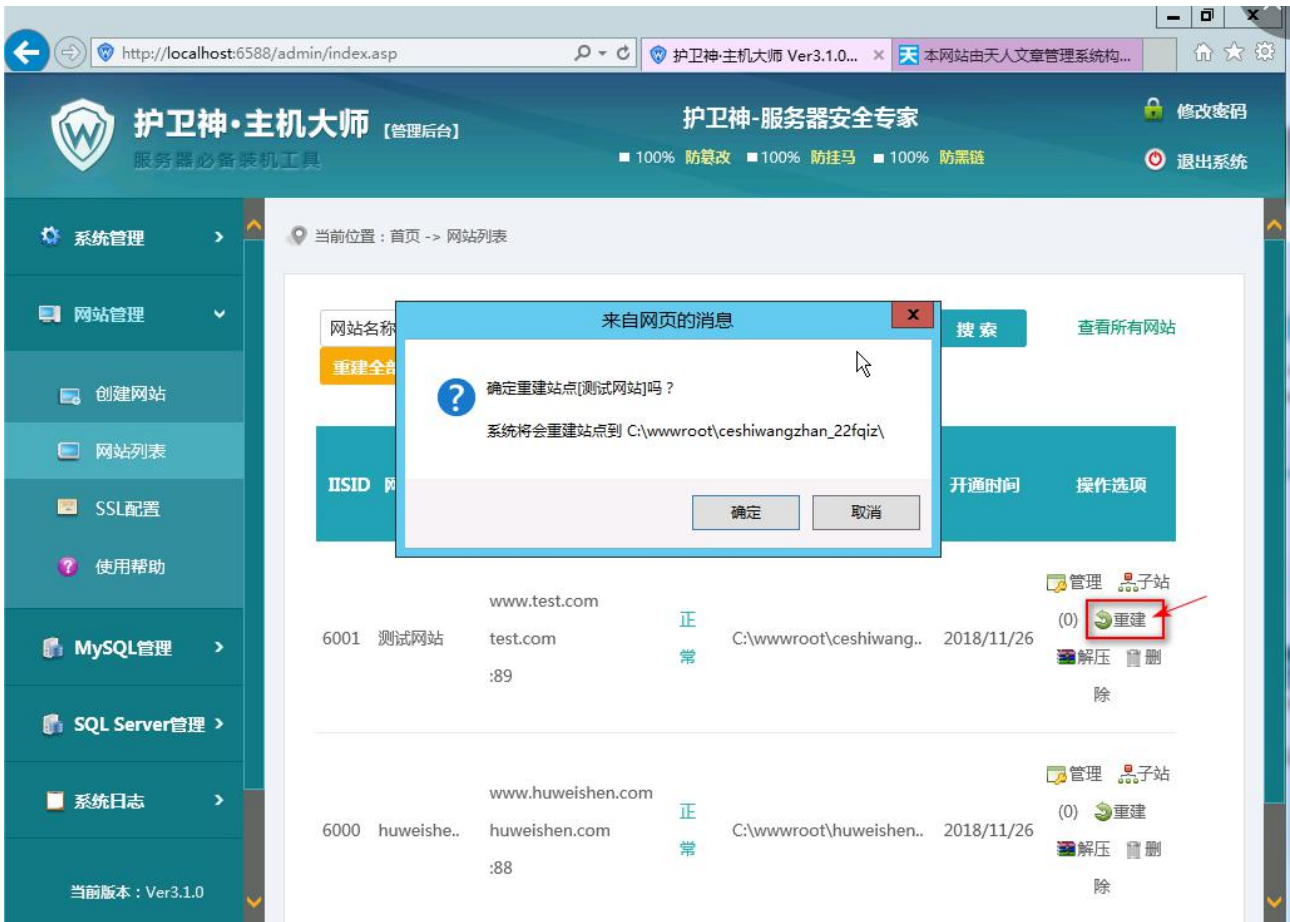 http://localhost:6588/admin/index.asp
护卫神·主机大师 Ver3.1.0...
本网站由天人文章管理系统构...
护卫神·主机大师 [管理后台]
服务器必备装机工具
护卫神-服务器安全专家
100% 防篡改 100% 防挂马 100% 防黑链
修改密码
退出系统
系统管理
网站管理
创建网站
网站列表
SSL配置
使用帮助
MySQL管理
SQL Server管理
系统日志
当前版本：Ver3.1.0
当前位置：首页 -> 网站列表
网站名称
搜 索
查看所有网站
重建全部
来自网页的消息
x
确定重建站点[测试网站]吗？
系统将会重建站点到 C:\wwwroot\ceshiwangzhan_22fqiz\
确定
取消
IISID
开通时间
操作选项
6001
测试网站
www.test.com
test.com
:89
正
常
C:\wwwroot\ceshiwang..
2018/11/26
管理 子站
(0) 重建
解压 删
除
6000
huweishe..
www.huweishen.com
huweishen.com
:88
正
常
C:\wwwroot\huweishen..
2018/11/26
管理 子站
(0) 重建
解压 删
除